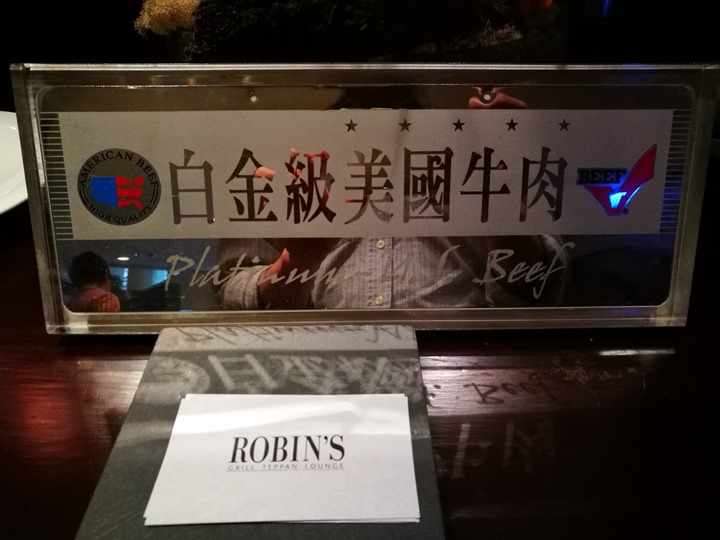 ★ ★ ★ ★ ★
AMERICAN BEEF
HIGH QUALITY
白金級美國牛肉
BEEF
Platinum U.S. Beef
ROBIN'S
GRILL TEPPAN LOUNGE